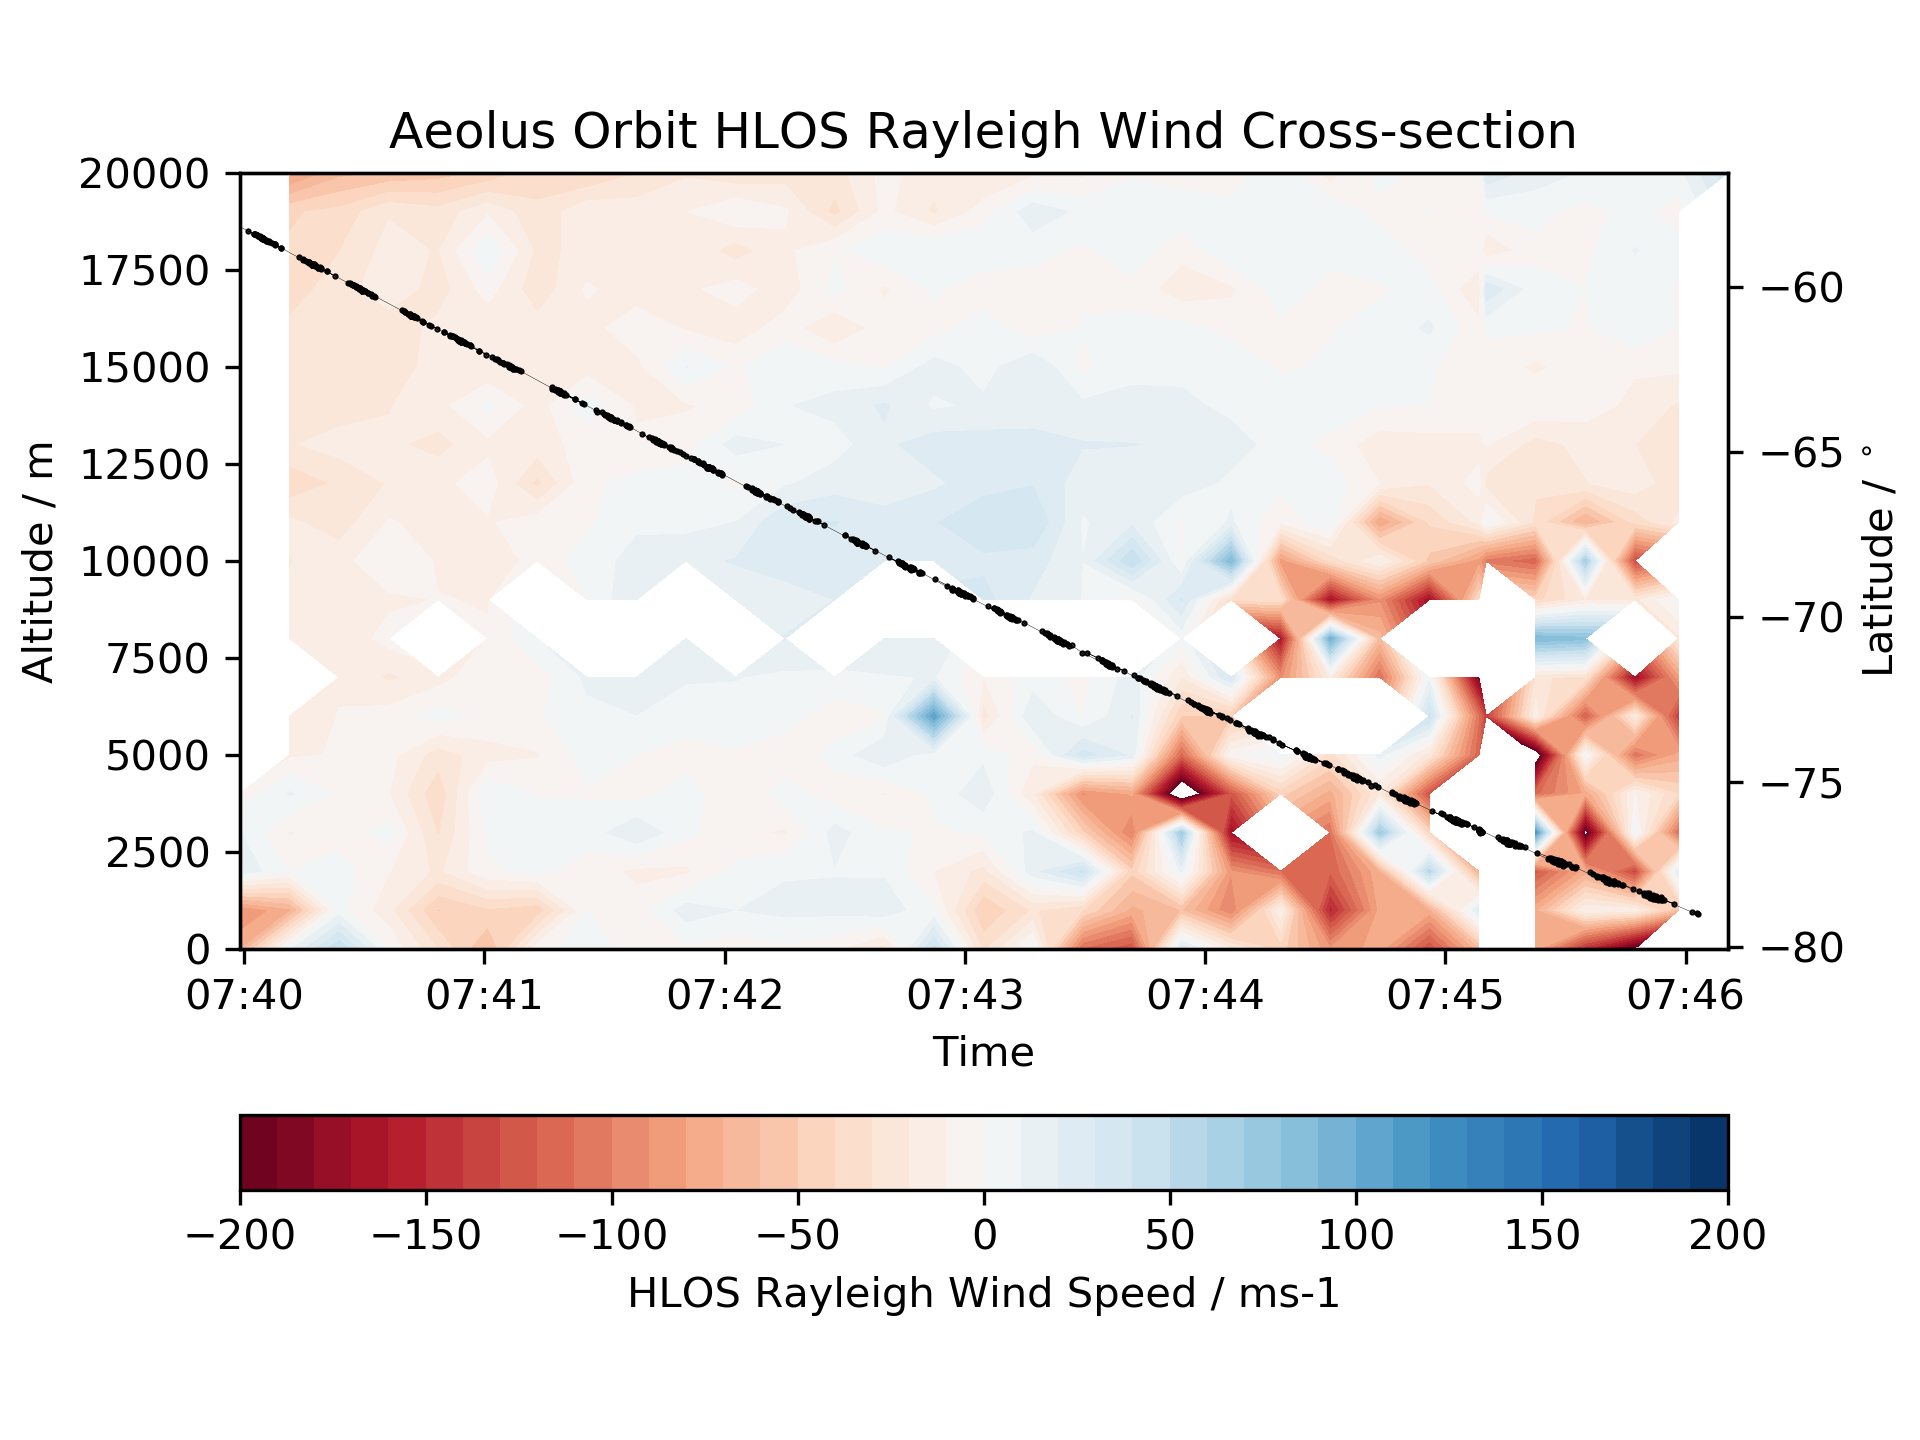 Aeolus Orbit HLOS Rayleigh Wind Cross-section
20000
17500
15000
12500
10000
7500
5000
2500
0
Altitude / m
−60
−65
−70
−75
−80
Latitude / °
07:40 07:41 07:42 07:43 07:44 07:45 07:46
Time
−200 −150 −100 −50 0 50 100 150 200
HLOS Rayleigh Wind Speed / ms-1